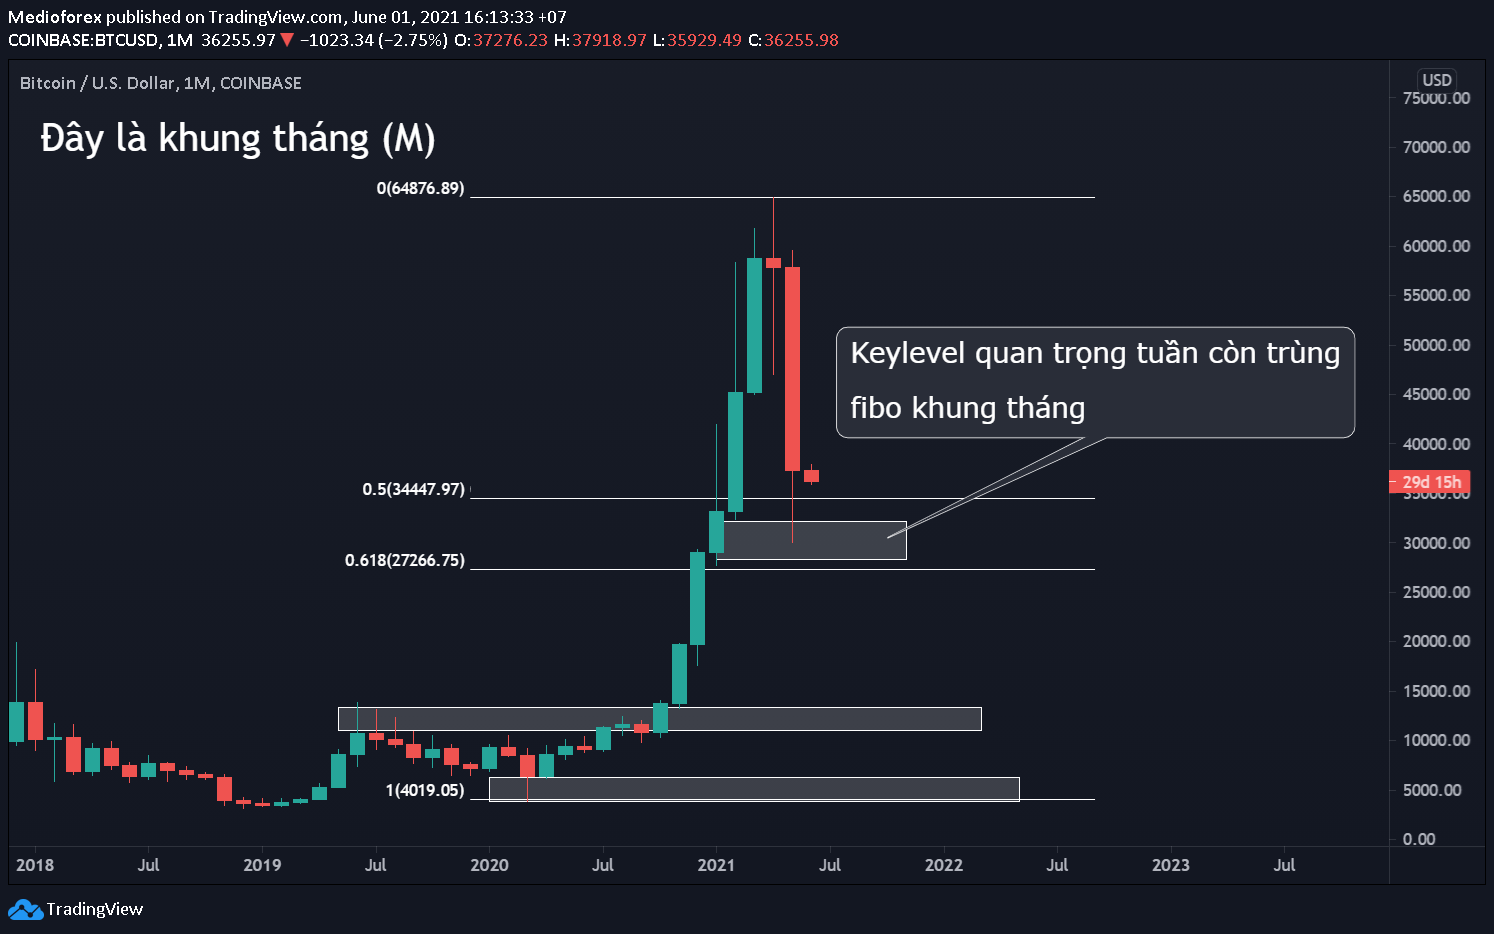 Medioforex published on TradingView.com, June 01, 2021 16:13:33 +07
COINBASE:BTCUSD, 1M 36255.97 ▼ −1023.34 (−2.75%) O:37276.23 H:37918.97 L:35929.49 C:36255.98
Bitcoin / U.S. Dollar, 1M, COINBASE
USD
75000.00
Đây là khung tháng (M)
70000.00
0(64876.89)
65000.00
60000.00
55000.00
Keylevel quan trọng tuần còn trùng
fibo khung tháng
50000.00
45000.00
40000.00
29d 15h
0.5(34447.97)
35000.00
30000.00
0.618(27266.75)
25000.00
20000.00
15000.00
10000.00
1(4019.05)
5000.00
0.00
2018 Jul 2019 Jul 2020 Jul 2021 Jul 2022 Jul 2023 Jul
TradingView